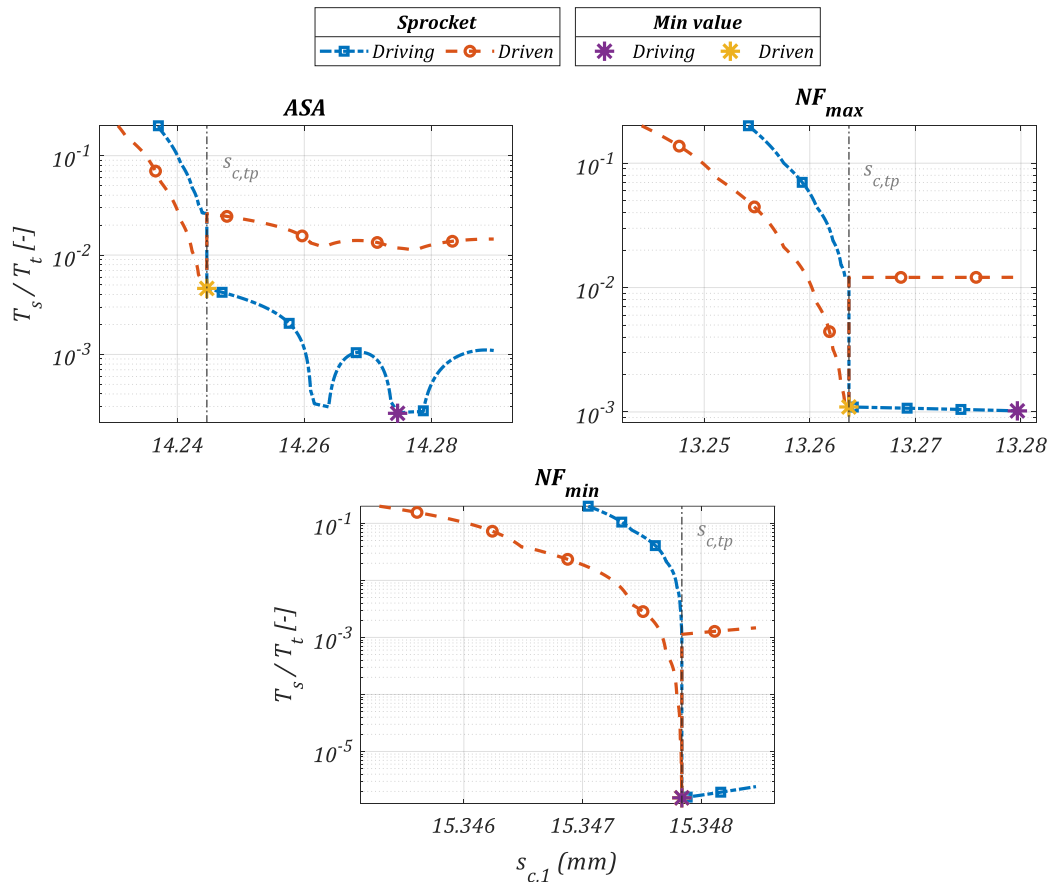 Sprocket Min value
Driving Driven Driving Driven
ASA
T_s / T_t [-]
10^-1
10^-2
10^-3
s_c,tp
14.24 14.26 14.28
NF_max
10^-1
10^-2
10^-3
s_c,tp
13.25 13.26 13.27 13.28
NF_min
T_s / T_t [-]
10^-1
10^-3
10^-5
s_c,tp
15.346 15.347 15.348
s_c,1 (mm)